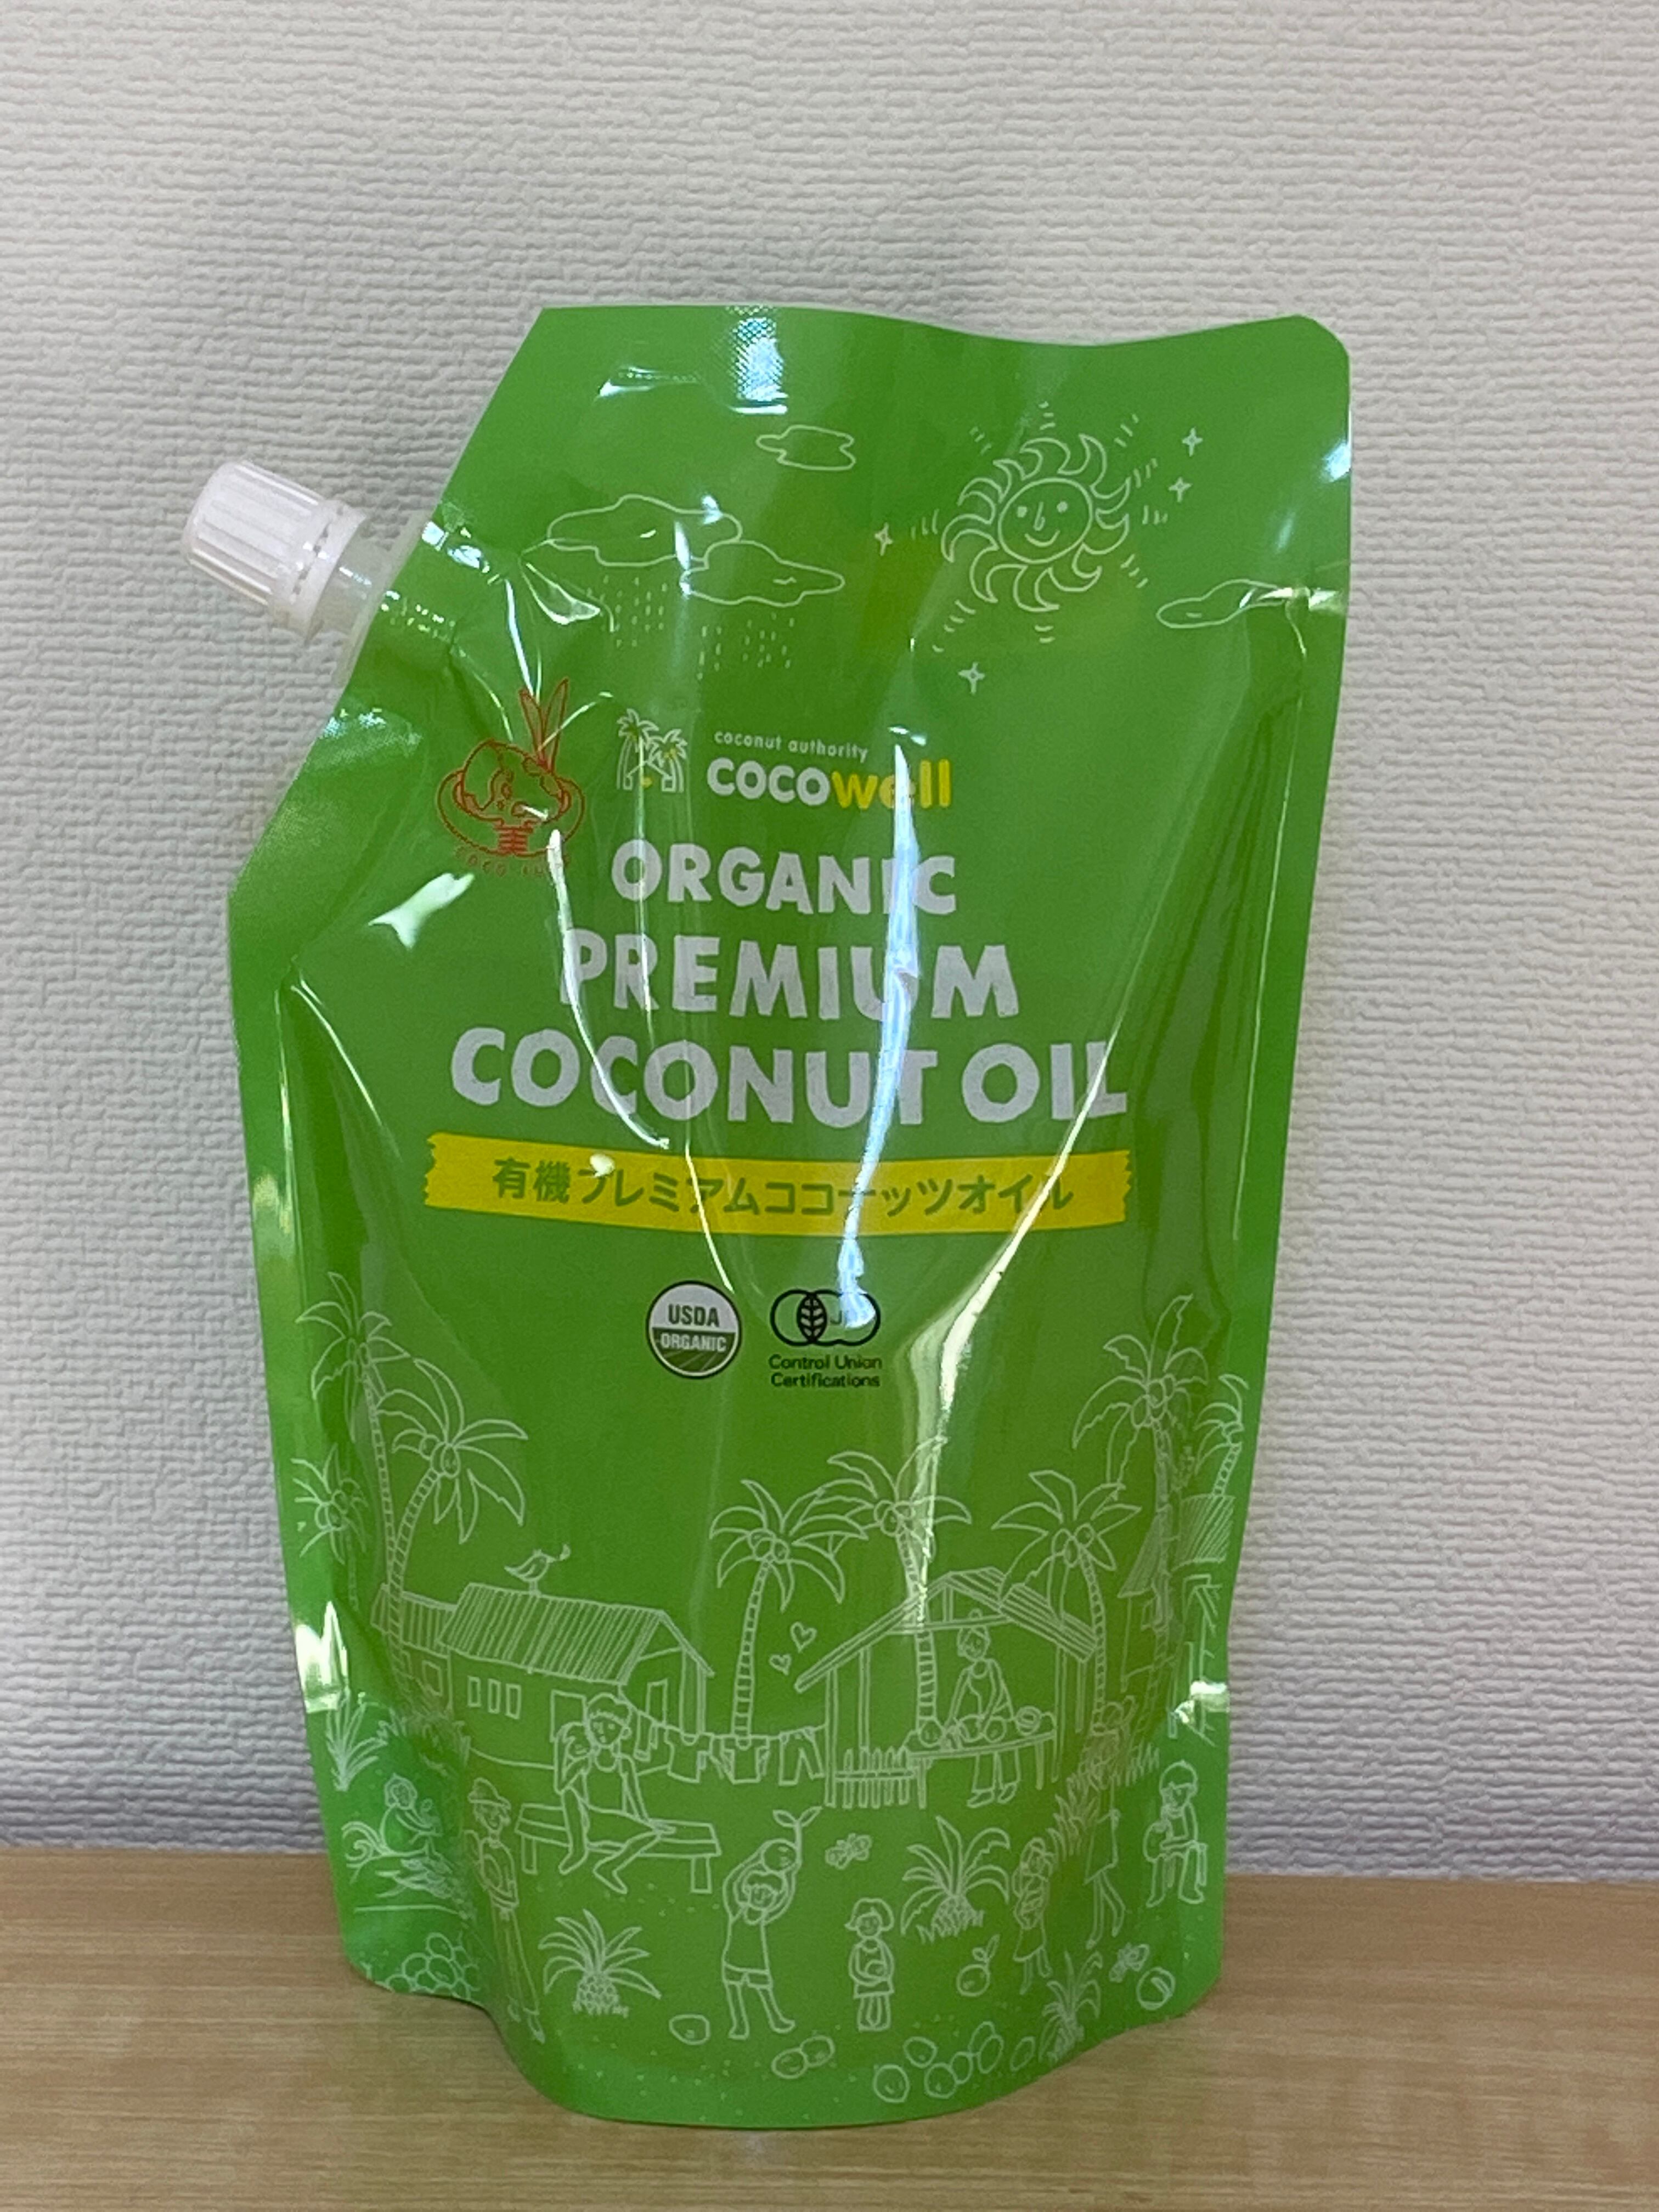 coconut authority
cocowell
ORGANIC
PREMIUM
COCONUT OIL
有機プレミアムココナッツオイル
USDA
ORGANIC
Control Union
Certifications